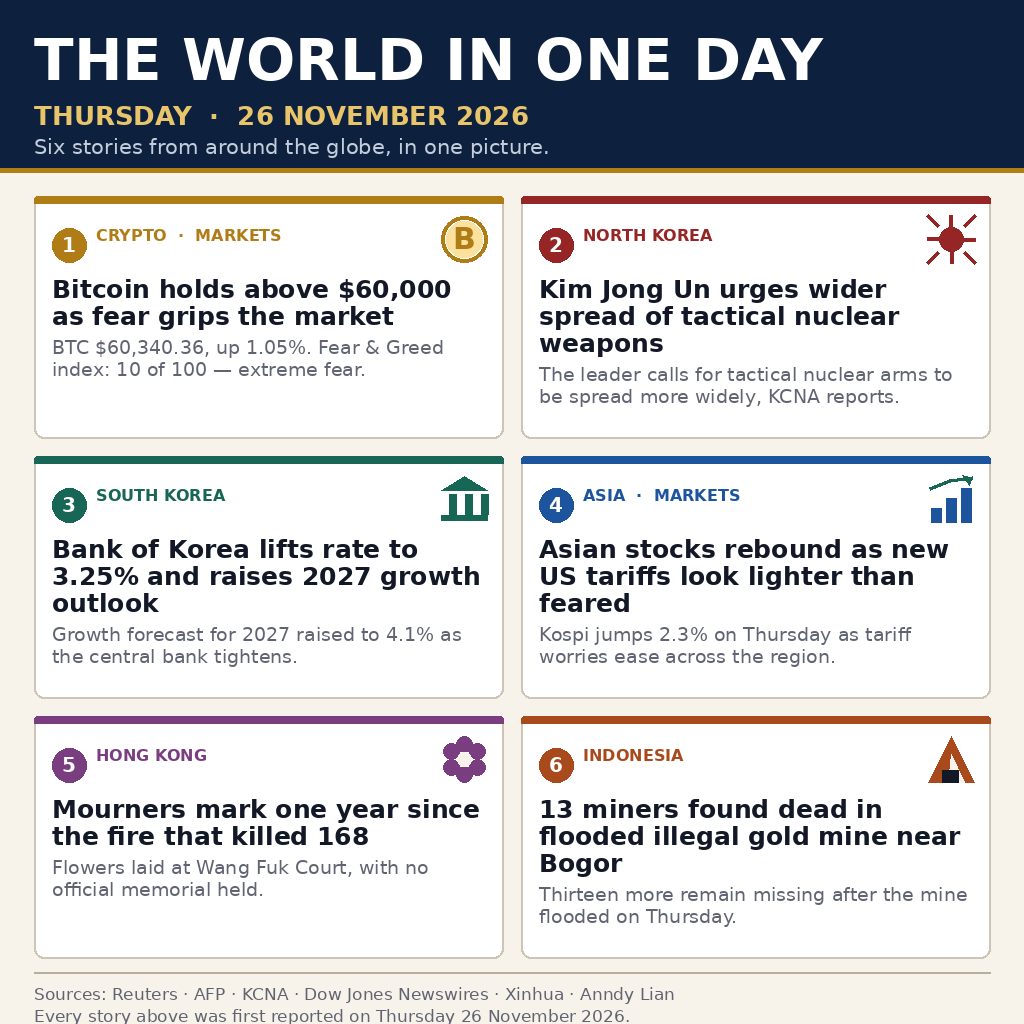 THE WORLD IN ONE DAY
THURSDAY · 26 NOVEMBER 2026
Six stories from around the globe, in one picture.
1 CRYPTO · MARKETS B
Bitcoin holds above $60,000
as fear grips the market
BTC $60,340.36, up 1.05%. Fear & Greed
index: 10 of 100 — extreme fear.
2 NORTH KOREA
Kim Jong Un urges wider
spread of tactical nuclear
weapons
The leader calls for tactical nuclear arms to
be spread more widely, KCNA reports.
3 SOUTH KOREA
Bank of Korea lifts rate to
3.25% and raises 2027 growth
outlook
Growth forecast for 2027 raised to 4.1% as
the central bank tightens.
4 ASIA · MARKETS
Asian stocks rebound as new
US tariffs look lighter than
feared
Kospi jumps 2.3% on Thursday as tariff
worries ease across the region.
5 HONG KONG
Mourners mark one year since
the fire that killed 168
Flowers laid at Wang Fuk Court, with no
official memorial held.
6 INDONESIA
13 miners found dead in
flooded illegal gold mine near
Bogor
Thirteen more remain missing after the mine
flooded on Thursday.
Sources: Reuters · AFP · KCNA · Dow Jones Newswires · Xinhua · Anndy Lian
Every story above was first reported on Thursday 26 November 2026.